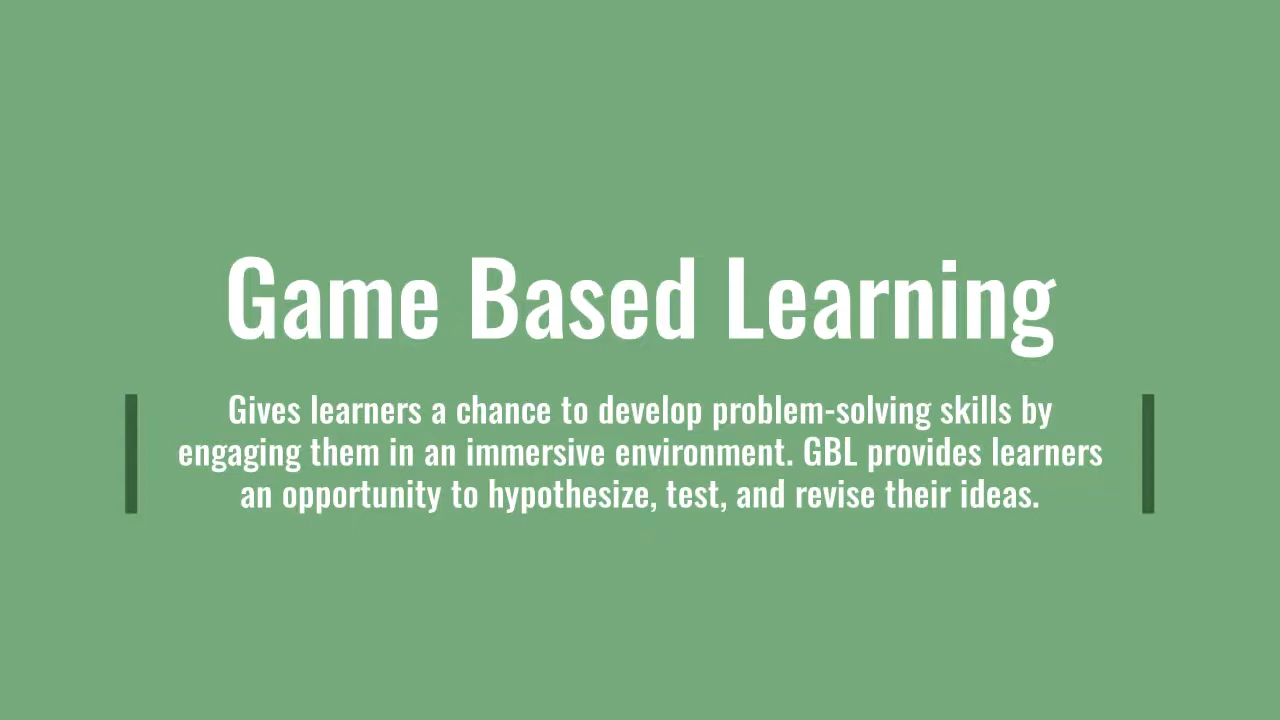 Game Based Learning
Gives learners a chance to develop problem-solving skills by
engaging them in an immersive environment. GBL provides learners
an opportunity to hypothesize, test, and revise their ideas.